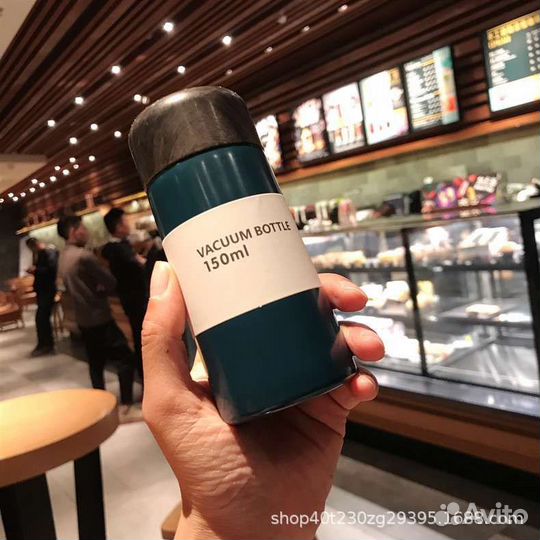 VACUUM BOTTLE
150ml
shop40t230zg29395.1688.com
Avito